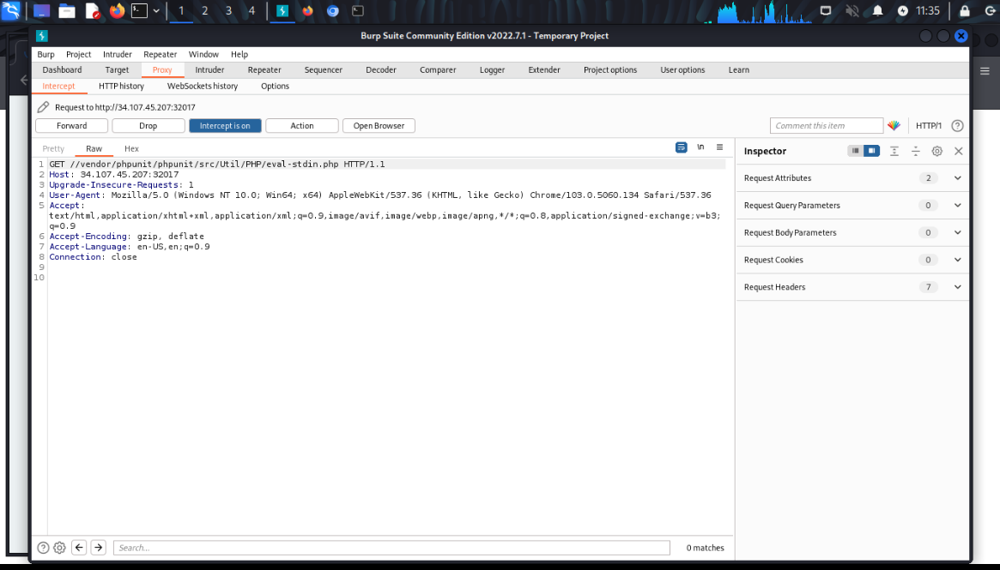 1 2 3 4 11:35
Burp Suite Community Edition v2022.7.1 - Temporary Project
Burp Project Intruder Repeater Window Help
Dashboard Target Proxy Intruder Repeater Sequencer Decoder Comparer Logger Extender Project options User options Learn
Intercept HTTP history WebSockets history Options
Request to http://34.107.45.207:32017
Forward Drop Intercept is on Action Open Browser Comment this item HTTP/1 ?
Pretty Raw Hex \n Inspector
1 GET //vendor/phpunit/phpunit/src/Util/PHP/eval-stdin.php HTTP/1.1
2 Host: 34.107.45.207:32017
3 Upgrade-Insecure-Requests: 1
4 User-Agent: Mozilla/5.0 (Windows NT 10.0; Win64; x64) AppleWebKit/537.36 (KHTML, like Gecko) Chrome/103.0.5060.134 Safari/537.36
5 Accept:
text/html,application/xhtml+xml,application/xml;q=0.9,image/avif,image/webp,image/apng,*/*;q=0.8,application/signed-exchange;v=b3;
q=0.9
6 Accept-Encoding: gzip, deflate
7 Accept-Language: en-US,en;q=0.9
8 Connection: close
9
10
Request Attributes 2
Request Query Parameters 0
Request Body Parameters 0
Request Cookies 0
Request Headers 7
? Search... 0 matches